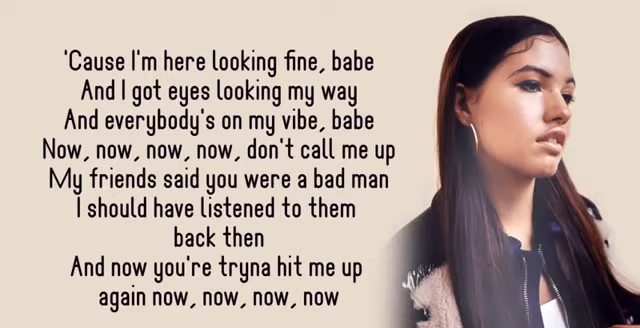 'Cause I'm here looking fine, babe
And I got eyes looking my way
And everybody's on my vibe, babe
Now, now, now, now, don't call me up
My friends said you were a bad man
I should have listened to them
back then
And now you're tryna hit me up
again now, now, now, now